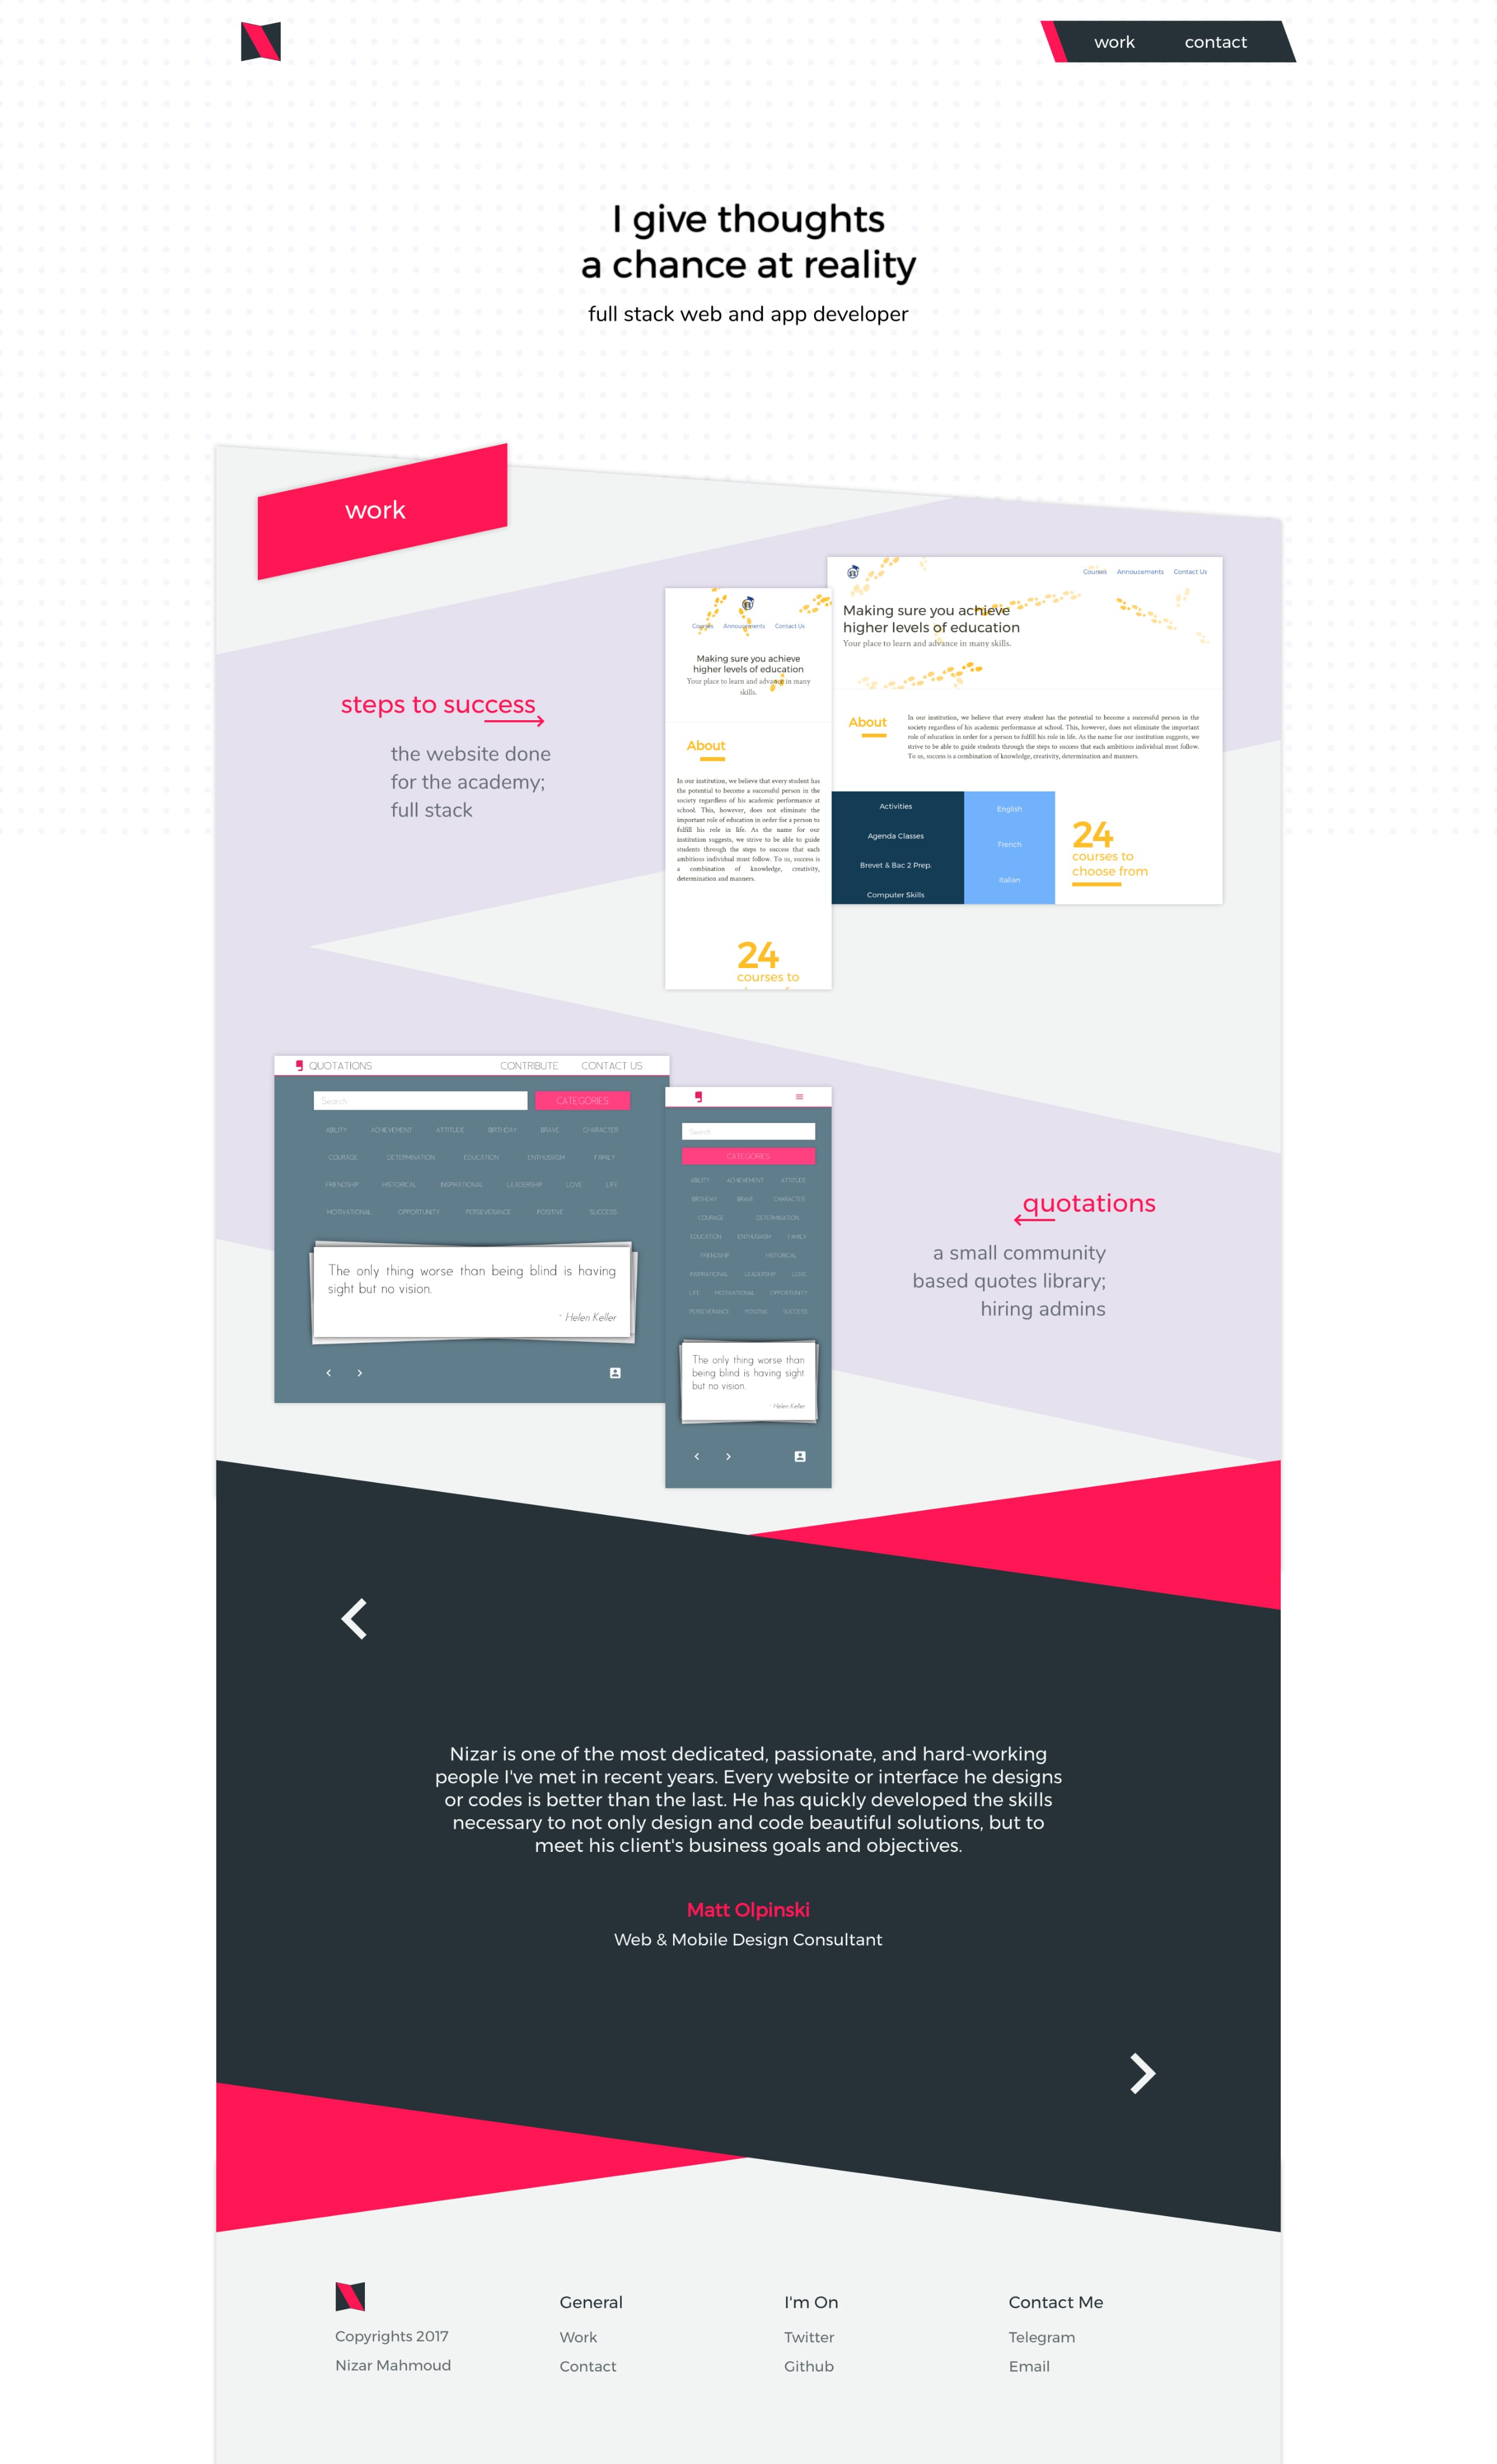 work
contact
I give thoughts
a chance at reality
full stack web and app developer
work
steps to success
the website done
for the academy;
full stack
Courses Annoucements Contact Us
Making sure you achieve
higher levels of education
Your place to learn and advance in many
skills.
About
In our institution, we believe that every student has
the potential to become a successful person in the
society regardless of his academic performance at
school. This, however, does not eliminate the
important role of education in order for a person to
fulfill his role in life. As the name for our
institution suggests, we strive to be able to guide
students through the steps to success that each
ambitious individual must follow. To us, success is
a combination of knowledge, creativity,
determination and manners.
24
courses to
Courses Annoucements Contact Us
Making sure you achieve
higher levels of education
Your place to learn and advance in many skills.
About
In our institution, we believe that every student has the potential to become a successful person in the
society regardless of his academic performance at school. This, however, does not eliminate the important
role of education in order for a person to fulfill his role in life. As the name for our institution suggests, we
strive to be able to guide students through the steps to success that each ambitious individual must follow.
To us, success is a combination of knowledge, creativity, determination and manners.
Activities
Agenda Classes
Brevet & Bac 2 Prep.
Computer Skills
English
French
Italian
24
courses to
choose from
QUOTATIONS CONTRIBUTE CONTACT US
Search
CATEGORIES
ABILITY ACHIEVEMENT ATTITUDE BIRTHDAY BRAVE CHARACTER
COURAGE DETERMINATION EDUCATION ENTHUSIASM FAMILY
FRIENDSHIP HISTORICAL INSPIRATIONAL LEADERSHIP LOVE LIFE
MOTIVATIONAL OPPORTUNITY PERSEVERANCE POSITIVE SUCCESS
The only thing worse than being blind is having
sight but no vision.
~ Helen Keller
Search
CATEGORIES
ABILITY ACHIEVEMENT ATTITUDE
BIRTHDAY BRAVE CHARACTER
COURAGE DETERMINATION
EDUCATION ENTHUSIASM FAMILY
FRIENDSHIP HISTORICAL
INSPIRATIONAL LEADERSHIP LOVE
LIFE MOTIVATIONAL OPPORTUNITY
PERSEVERANCE POSITIVE SUCCESS
The only thing worse than
being blind is having sight
but no vision.
~ Helen Keller
quotations
a small community
based quotes library;
hiring admins
Nizar is one of the most dedicated, passionate, and hard-working
people I've met in recent years. Every website or interface he designs
or codes is better than the last. He has quickly developed the skills
necessary to not only design and code beautiful solutions, but to
meet his client's business goals and objectives.
Matt Olpinski
Web & Mobile Design Consultant
Copyrights 2017
Nizar Mahmoud
General
Work
Contact
I'm On
Twitter
Github
Contact Me
Telegram
Email